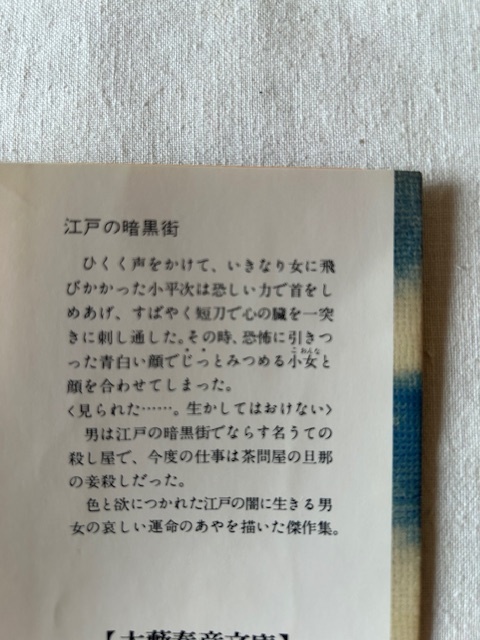 江戸の暗黒街
ひくく声をかけて、いきなり女に飛
びかかった小平次は恐しい力で首をし
めあげ、すばやく短刀で心の臓を一突
きに刺し通した。その時、恐怖に引きつ
った青白い顔でじっとみつめる小女と
顔を合わせてしまった。
〈見られた……。生かしてはおけない〉
男は江戸の暗黒街でならす名うての
殺し屋で、今度の仕事は茶問屋の旦那
の妾殺しだった。
色と欲につかれた江戸の闇に生きる男
女の哀しい運命のあやを描いた傑作集。